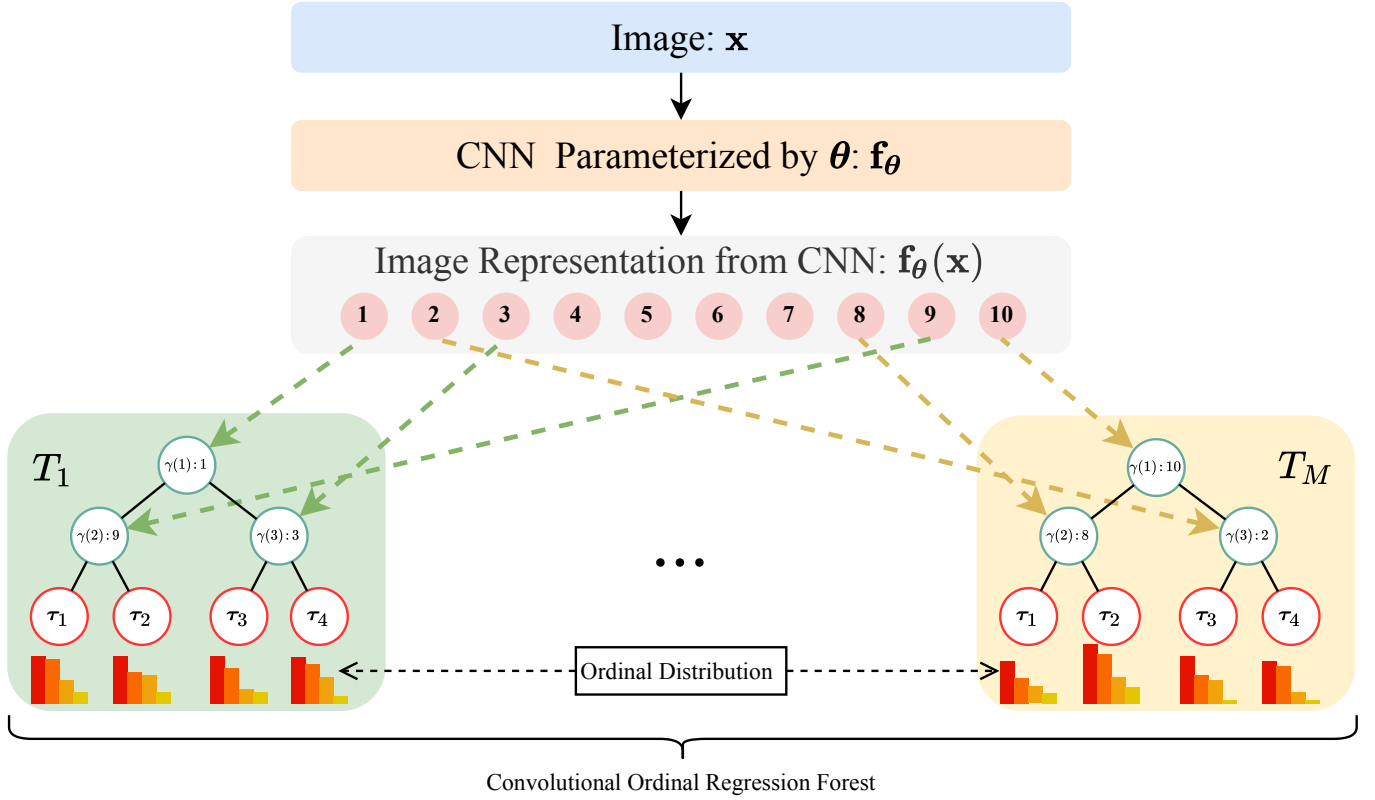 Image: x
CNN Parameterized by θ: f_θ
Image Representation from CNN: f_θ(x)
1 2 3 4 5 6 7 8 9 10
T_1
γ(1):1
γ(2):9
γ(3):3
τ_1 τ_2 τ_3 τ_4
...
T_M
γ(1):10
γ(2):8
γ(3):2
τ_1 τ_2 τ_3 τ_4
Ordinal Distribution
Convolutional Ordinal Regression Forest